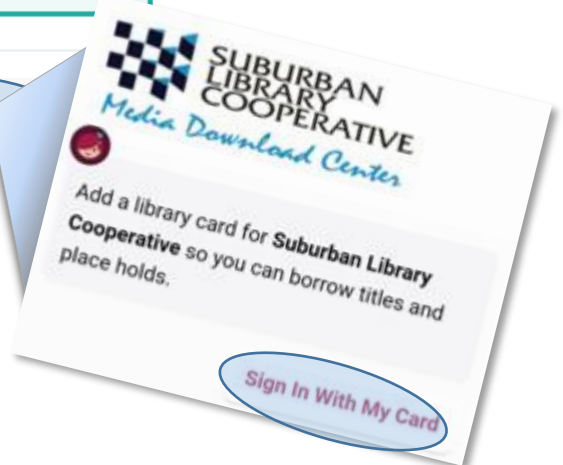 SUBURBAN
LIBRARY
COOPERATIVE
Media Download Center
Add a library card for Suburban Library
Cooperative so you can borrow titles and
place holds.
Sign In With My Card